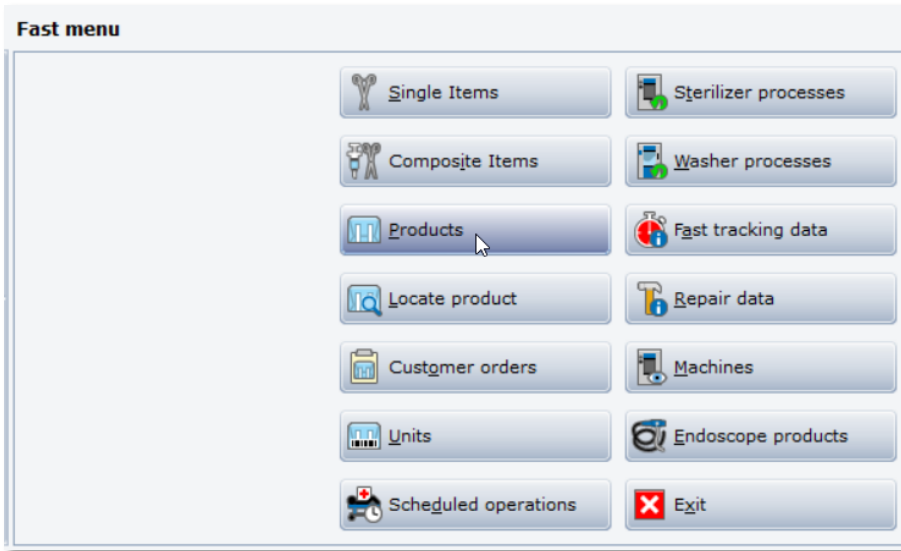 Fast menu
Single Items
Sterilizer processes
Composite Items
Washer processes
Products
Fast tracking data
Locate product
Repair data
Customer orders
Machines
Units
Endoscope products
Scheduled operations
Exit